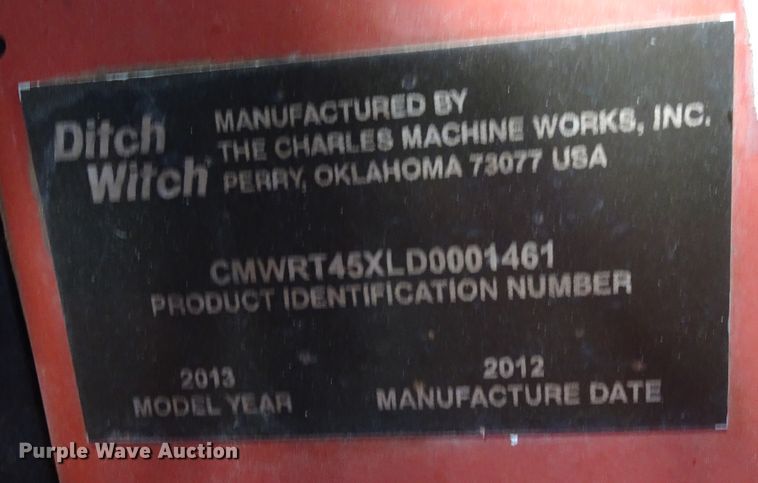 Ditch
Witch
MANUFACTURED BY
THE CHARLES MACHINE WORKS, INC.
PERRY, OKLAHOMA 73077 USA
CMWRT45XLD0001461
PRODUCT IDENTIFICATION NUMBER
2013
MODEL YEAR
2012
MANUFACTURE DATE
Purple Wave Auction